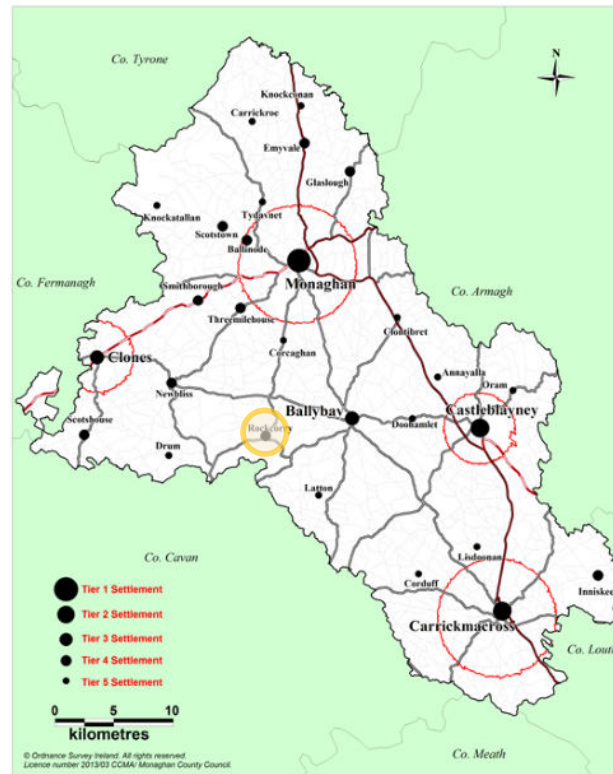 Co. Tyrone
N
Knockconan
Carrickroe
Emyvale
Glaslough
Knockatallan
Tydavnet
Scotstown
Ballinode
Monaghan
Co. Fermanagh
Smithborough
Co. Armagh
Threemilehouse
Clontibret
Corcaghan
Clones
Annayalla
Oram
Newbliss
Ballybay
Castleblayney
Scotshouse
Rockcorry
Doohamlet
Drum
Latton
Co. Cavan
Lisdoonan
Corduff
Inniskee
Carrickmacross
Co. Louth
Tier 1 Settlement
Tier 2 Settlement
Tier 3 Settlement
Tier 4 Settlement
Tier 5 Settlement
0 5 10
kilometres
© Ordnance Survey Ireland. All rights reserved.
Licence number 2013/03 CCMA/ Monaghan County Council.
Co. Meath